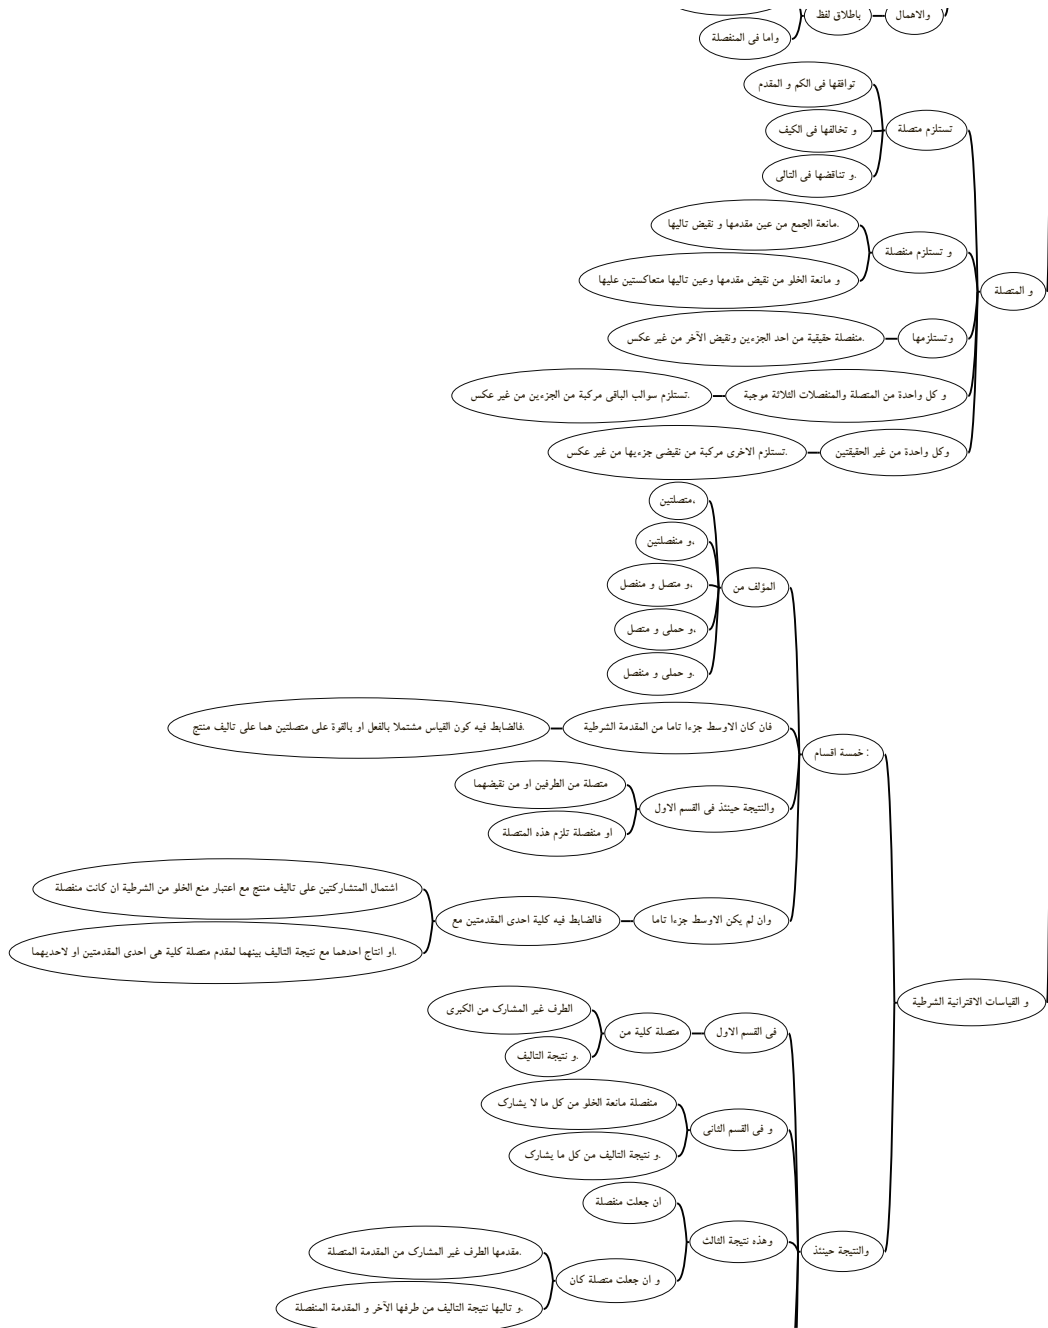 والاهمال
باطلاق لفظ
واما فى المنفصلة
و المتصلة
تستلزم متصلة
توافقها فى الكم و المقدم
و تخالفها فى الكيف
و تناقضها فى التالى.
و تستلزم منفصلة
مانعة الجمع من عين مقدمها و نقيض تاليها.
و مانعة الخلو من نقيض مقدمها وعين تاليها متعاكستين عليها
وتستلزمها
منفصلة حقيقية من احد الجزءين ونقيض الآخر من غير عكس.
و كل واحدة من المتصلة والمنفصلات الثلاثة موجبة
تستلزم سوالب الباقى مركبة من الجزءين من غير عكس.
وكل واحدة من غير الحقيقتين
تستلزم الاخرى مركبة من نقيضى جزءيها من غير عكس.
و القياسات الاقترانية الشرطية
خمسة اقسام :
المؤلف من
متصلتين،
و منفصلتين،
و متصل و منفصل،
و حملى و متصل،
و حملى و منفصل.
فان كان الاوسط جزءا تاما من المقدمة الشرطية
فالضابط فيه كون القياس مشتملا بالفعل او بالقوة على متصلتين هما على تاليف منتج.
والنتيجة حينئذ فى القسم الاول
متصلة من الطرفين او من نقيضهما
او منفصلة تلزم هذه المتصلة
وان لم يكن الاوسط جزءا تاما
فالضابط فيه كلية احدى المقدمتين مع
اشتمال المتشاركتين على تاليف منتج مع اعتبار منع الخلو من الشرطية ان كانت منفصلة
او انتاج احدهما مع نتيجة التاليف بينهما لمقدم متصلة كلية هى احدى المقدمتين او لاحديهما.
والنتيجة حينئذ
فى القسم الاول
متصلة كلية من
الطرف غير المشارك من الكبرى
و نتيجة التاليف.
و فى القسم الثانى
منفصلة مانعة الخلو من كل ما لا يشارك
و نتيجة التاليف من كل ما يشارك.
وهذه نتيجة الثالث
ان جعلت منفصلة
و ان جعلت متصلة كان
مقدمها الطرف غير المشارك من المقدمة المتصلة.
و تاليها نتيجة التاليف من طرفها الآخر و المقدمة المنفصلة.